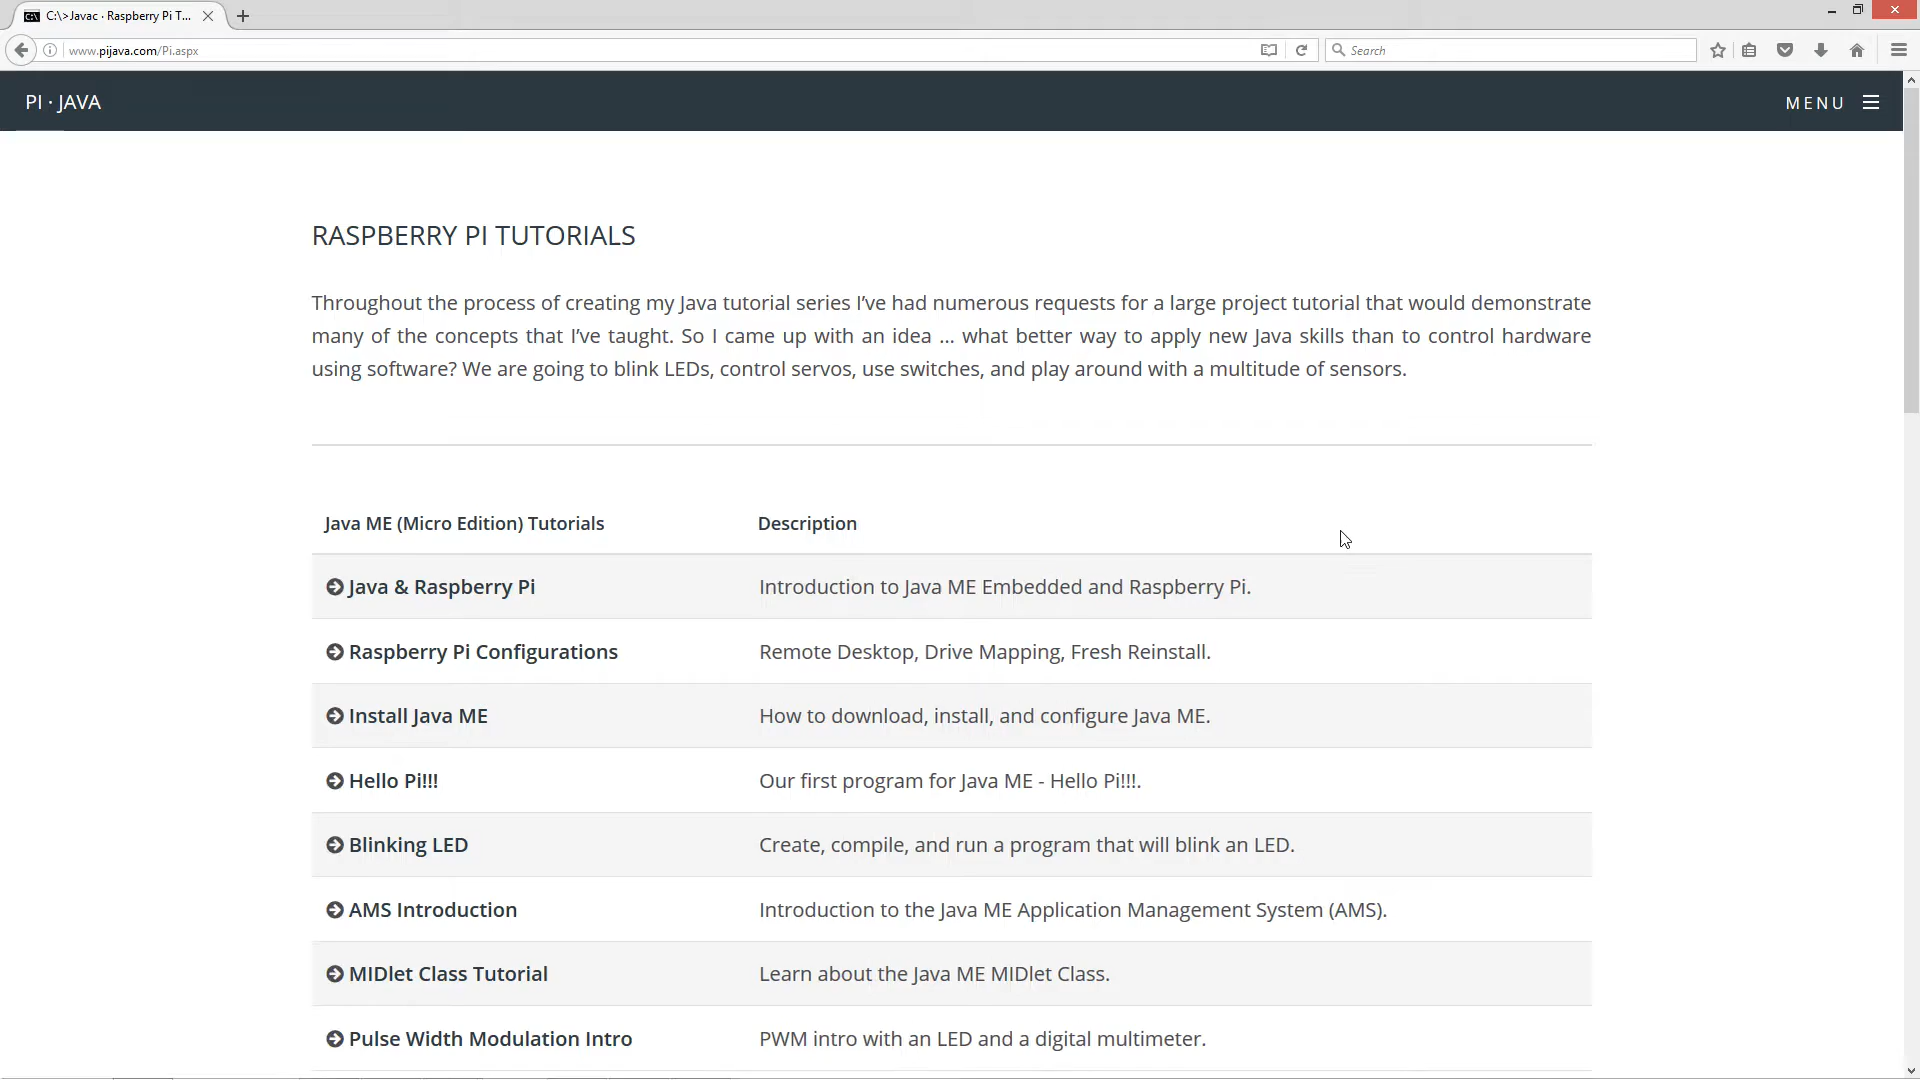 C:\>Javac · Raspberry Pi T...
www.pijava.com/Pi.aspx
Search
PI · JAVA
MENU
RASPBERRY PI TUTORIALS
Throughout the process of creating my Java tutorial series I’ve had numerous requests for a large project tutorial that would demonstrate
many of the concepts that I’ve taught. So I came up with an idea ... what better way to apply new Java skills than to control hardware
using software? We are going to blink LEDs, control servos, use switches, and play around with a multitude of sensors.
Java ME (Micro Edition) Tutorials Description
Java & Raspberry Pi Introduction to Java ME Embedded and Raspberry Pi.
Raspberry Pi Configurations Remote Desktop, Drive Mapping, Fresh Reinstall.
Install Java ME How to download, install, and configure Java ME.
Hello Pi!!! Our first program for Java ME - Hello Pi!!!.
Blinking LED Create, compile, and run a program that will blink an LED.
AMS Introduction Introduction to the Java ME Application Management System (AMS).
MIDlet Class Tutorial Learn about the Java ME MIDlet Class.
Pulse Width Modulation Intro PWM intro with an LED and a digital multimeter.